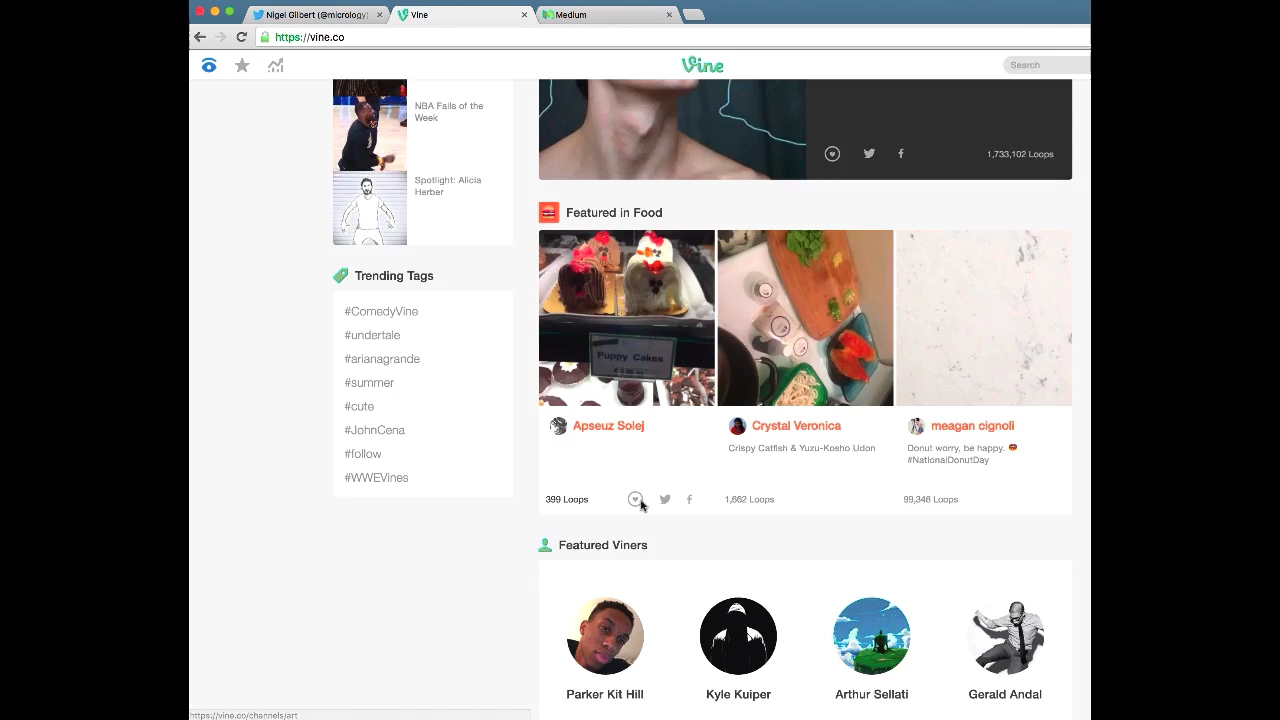 Nigel Gilbert (@micrology)
Vine
Medium
https://vine.co
Vine
Search
NBA Fails of the
Week
Spotlight: Alicia
Herber
1,733,102 Loops
Featured in Food
Trending Tags
#ComedyVine
#undertale
#arianagrande
#summer
#cute
#JohnCena
#follow
#WWEVines
Puppy Cakes
Apseuz Solej
399 Loops
Crystal Veronica
Crispy Catfish & Yuzu-Kosho Udon
1,662 Loops
meagan cignoli
Donut worry, be happy. 🍩
#NationalDonutDay
99,346 Loops
Featured Viners
Parker Kit Hill
Kyle Kuiper
Arthur Sellati
Gerald Andal
https://vine.co/channels/art